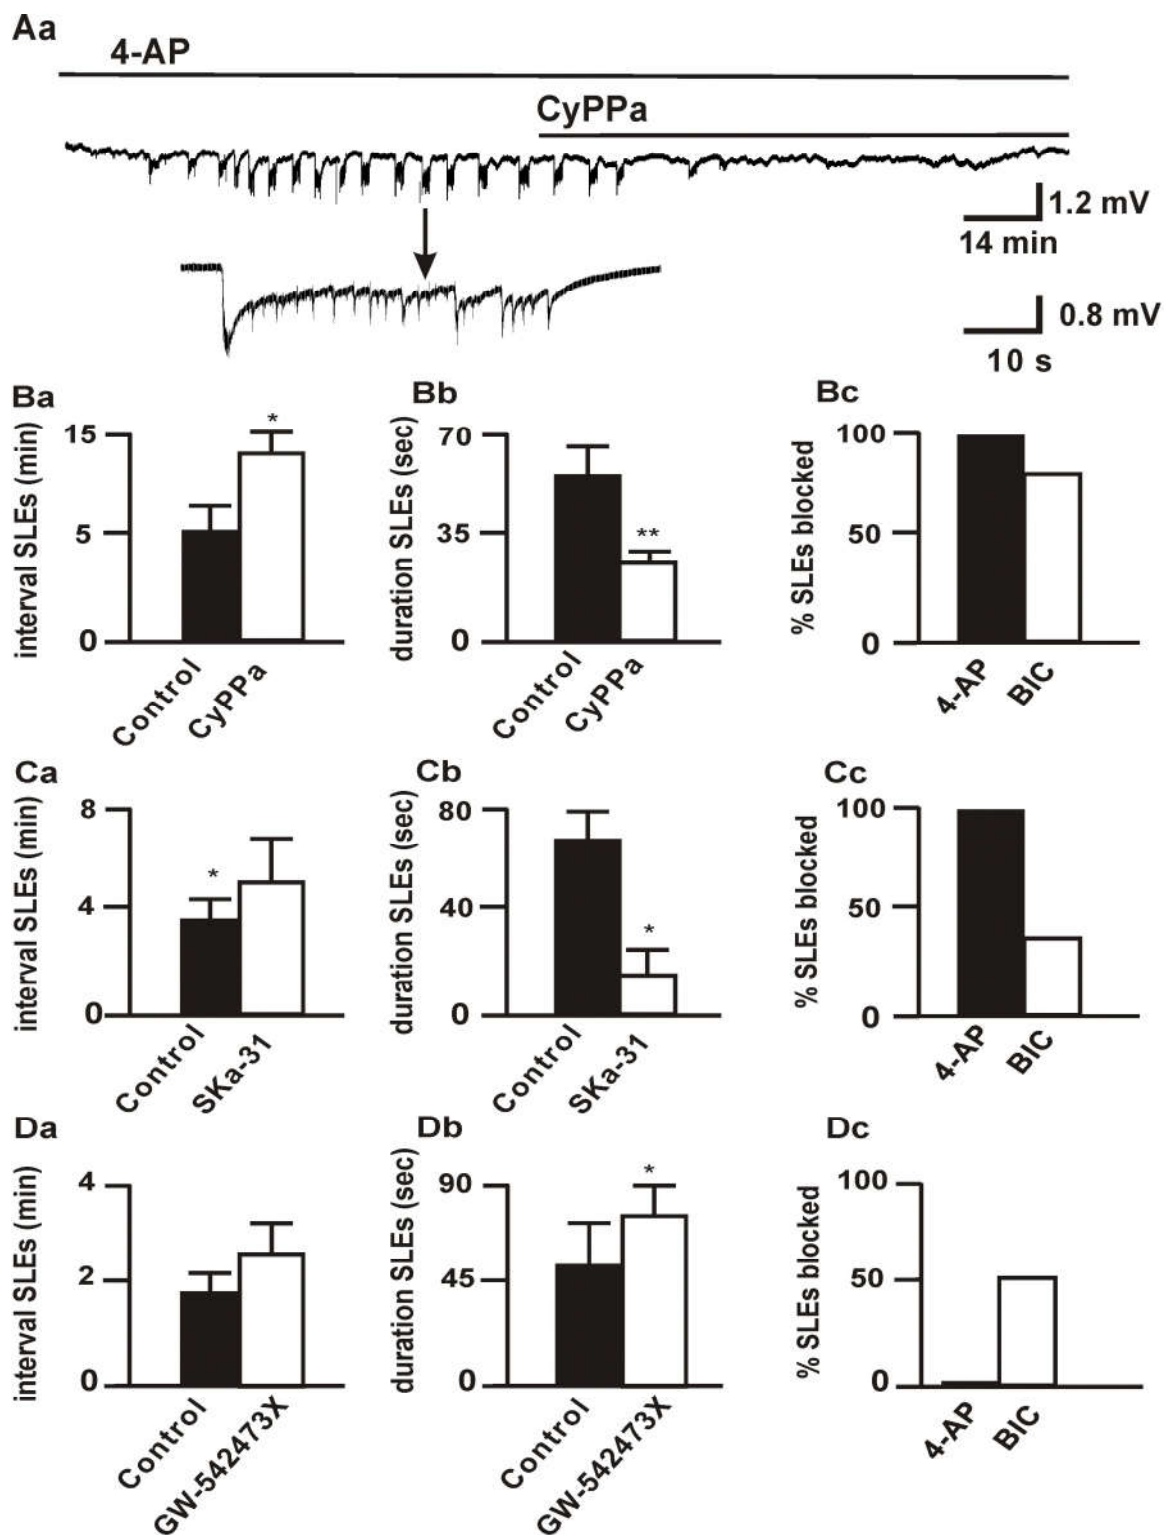 Aa
4-AP
CyPPa
1.2 mV
14 min
0.8 mV
10 s
Ba
interval SLEs (min)
15
5
0
Control
CyPPa
*
Bb
duration SLEs (sec)
70
35
0
Control
CyPPa
**
Bc
% SLEs blocked
100
50
0
4-AP
BIC
Ca
interval SLEs (min)
8
4
0
*
Control
SKa-31
Cb
duration SLEs (sec)
80
40
0
*
Control
SKa-31
Cc
% SLEs blocked
100
50
0
4-AP
BIC
Da
interval SLEs (min)
4
2
0
Control
GW-542473X
Db
duration SLEs (sec)
90
45
0
*
Control
GW-542473X
Dc
% SLEs blocked
100
50
0
4-AP
BIC